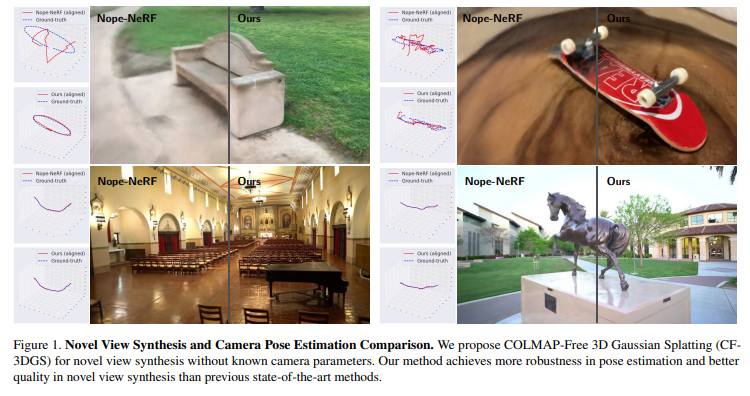 Nope-NeRF (aligned)
Ground-truth
Nope-NeRF
Ours
Ours (aligned)
Ground-truth
Nope-NeRF (aligned)
Ground-truth
Nope-NeRF
Ours
Ours (aligned)
Ground-truth
Nope-NeRF (aligned)
Ground-truth
Nope-NeRF
Ours
Ours (aligned)
Ground-truth
Nope-NeRF (aligned)
Ground-truth
Nope-NeRF
Ours
Ours (aligned)
Ground-truth
Figure 1. Novel View Synthesis and Camera Pose Estimation Comparison. We propose COLMAP-Free 3D Gaussian Splatting (CF-
3DGS) for novel view synthesis without known camera parameters. Our method achieves more robustness in pose estimation and better
quality in novel view synthesis than previous state-of-the-art methods.